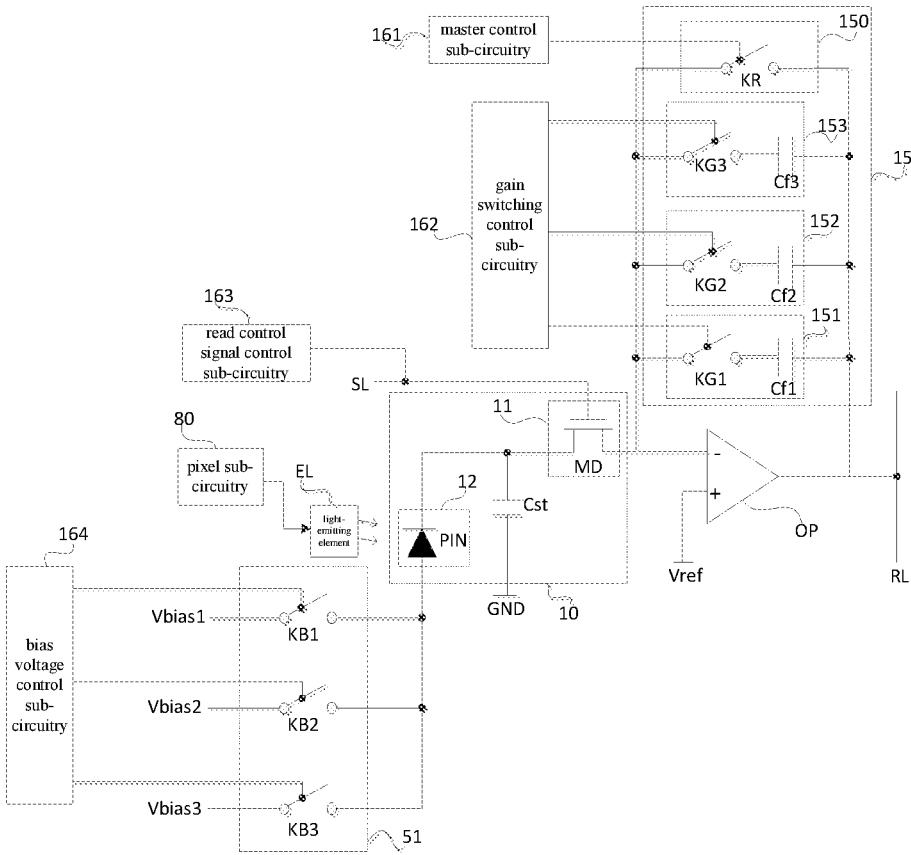 161
master control
sub-circuitry
150
KR
153
KG3
Cf3
15
162
gain
switching
control
sub-
circuitry
152
KG2
Cf2
163
read control
signal control
sub-circuitry
151
KG1
Cf1
SL
11
MD
80
pixel sub-
circuitry
EL
light-
emitting
element
12
PIN
Cst
-
+
OP
Vref
RL
GND
10
164
bias
voltage
control
sub-
circuitry
Vbias1
KB1
Vbias2
KB2
Vbias3
KB3
51